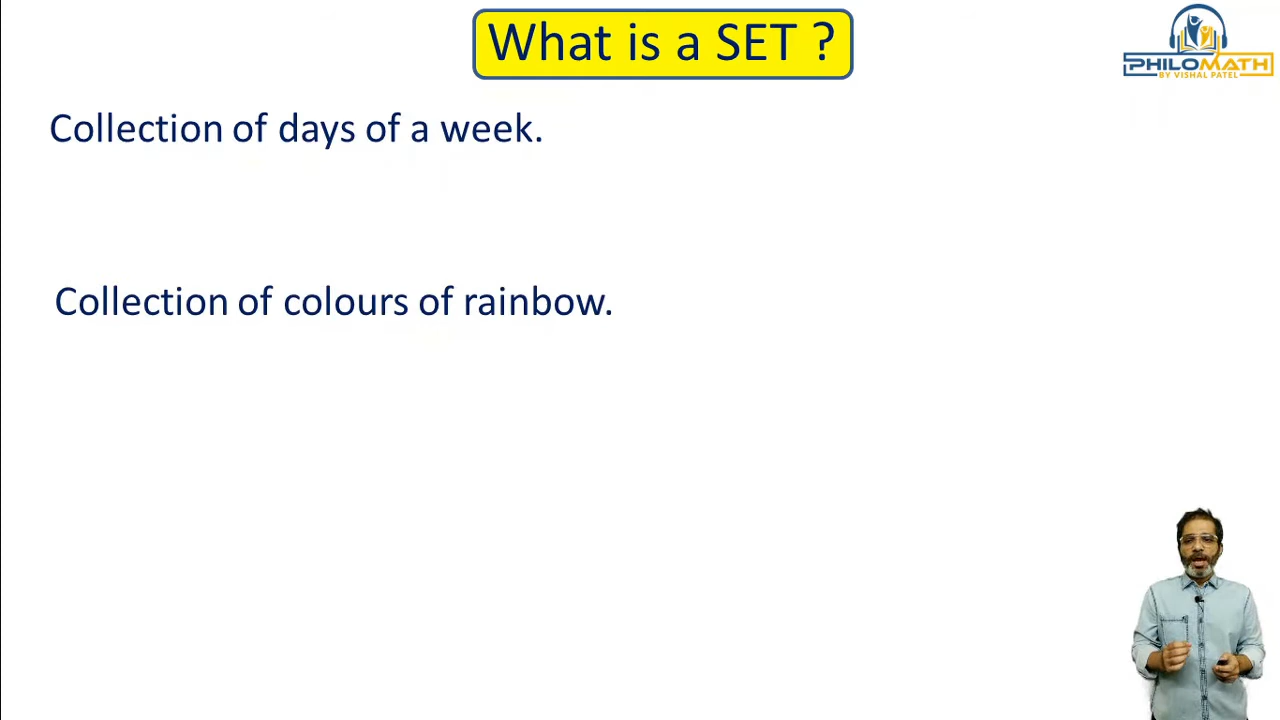 What is a SET ?
PHILOMATH
BY VISHAL PATEL
Collection of days of a week.
Collection of colours of rainbow.